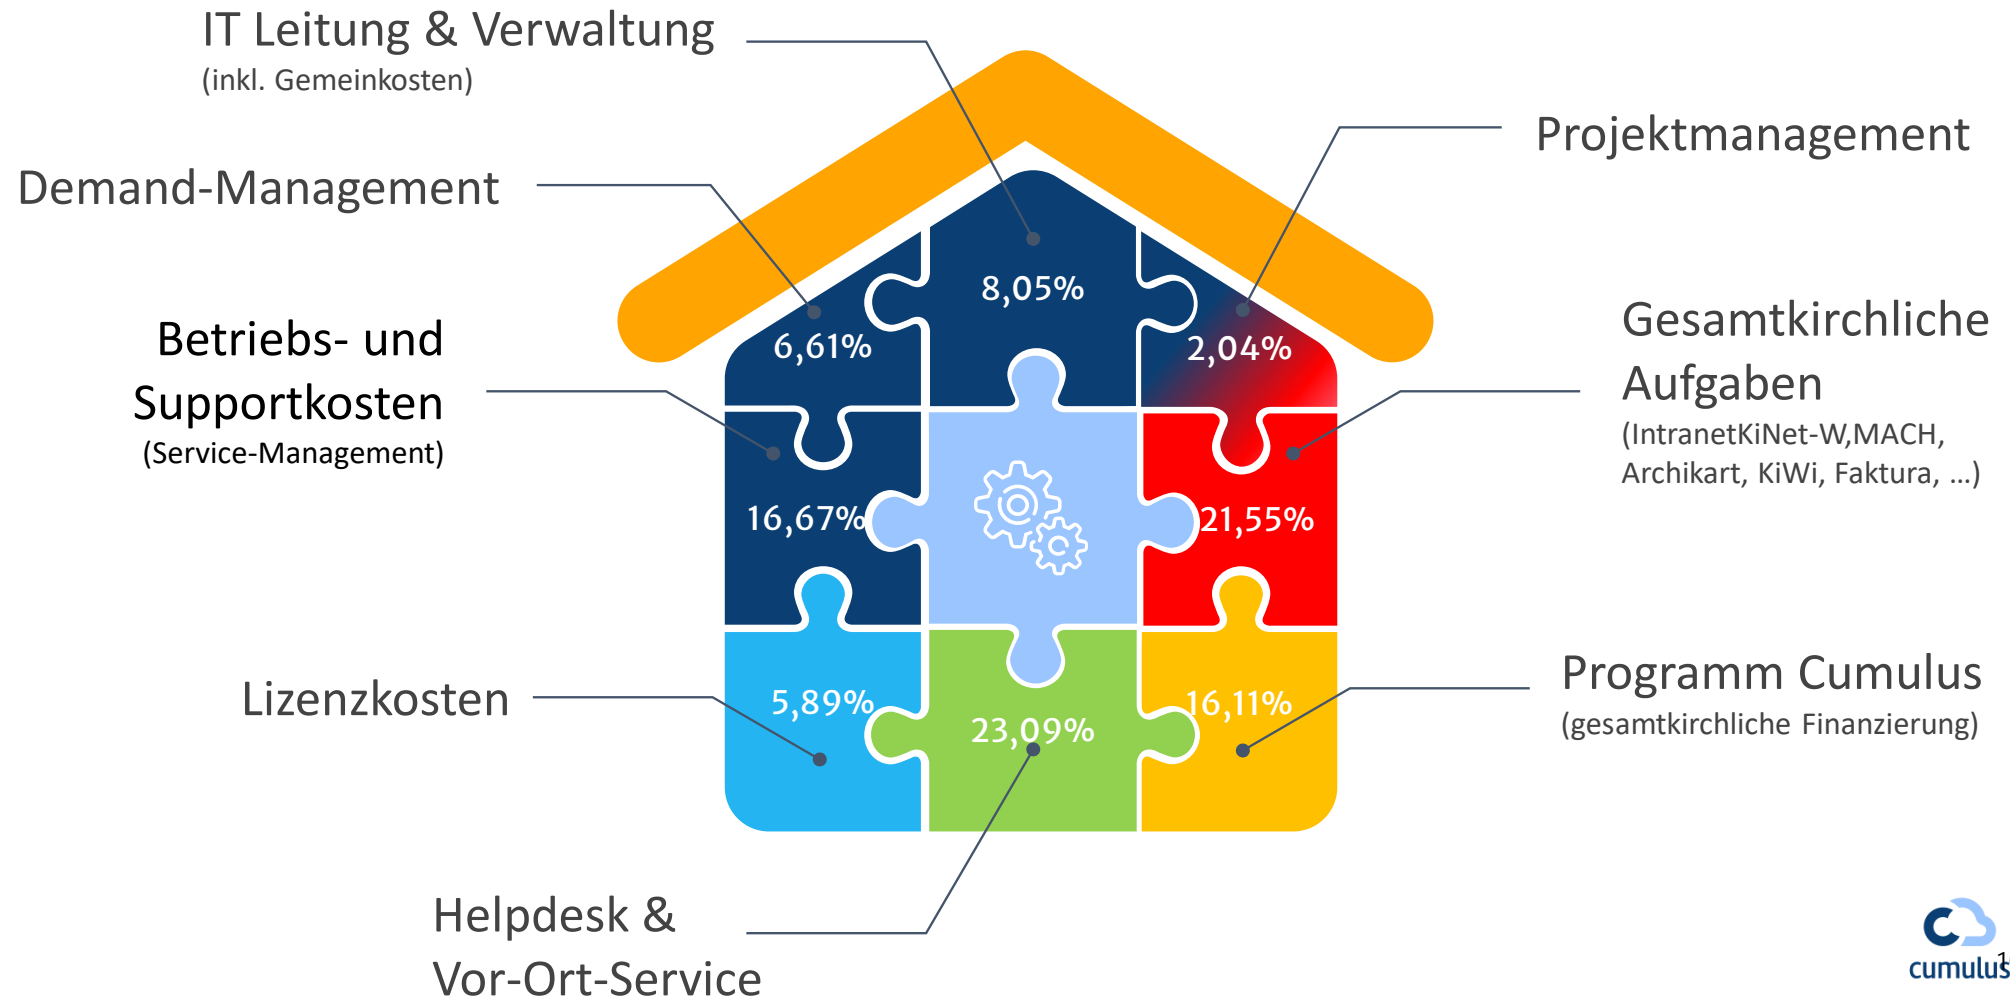 IT Leitung & Verwaltung
(inkl. Gemeinkosten)
Projektmanagement
Demand-Management
8,05%
6,61%
2,04%
Betriebs- und
Supportkosten
(Service-Management)
Gesamtkirchliche
Aufgaben
(IntranetKiNet-W,MACH,
Archikart, KiWi, Faktura, …)
16,67%
21,55%
Lizenzkosten
5,89%
23,09%
16,11%
Programm Cumulus
(gesamtkirchliche Finanzierung)
Helpdesk &
Vor-Ort-Service
cumulus